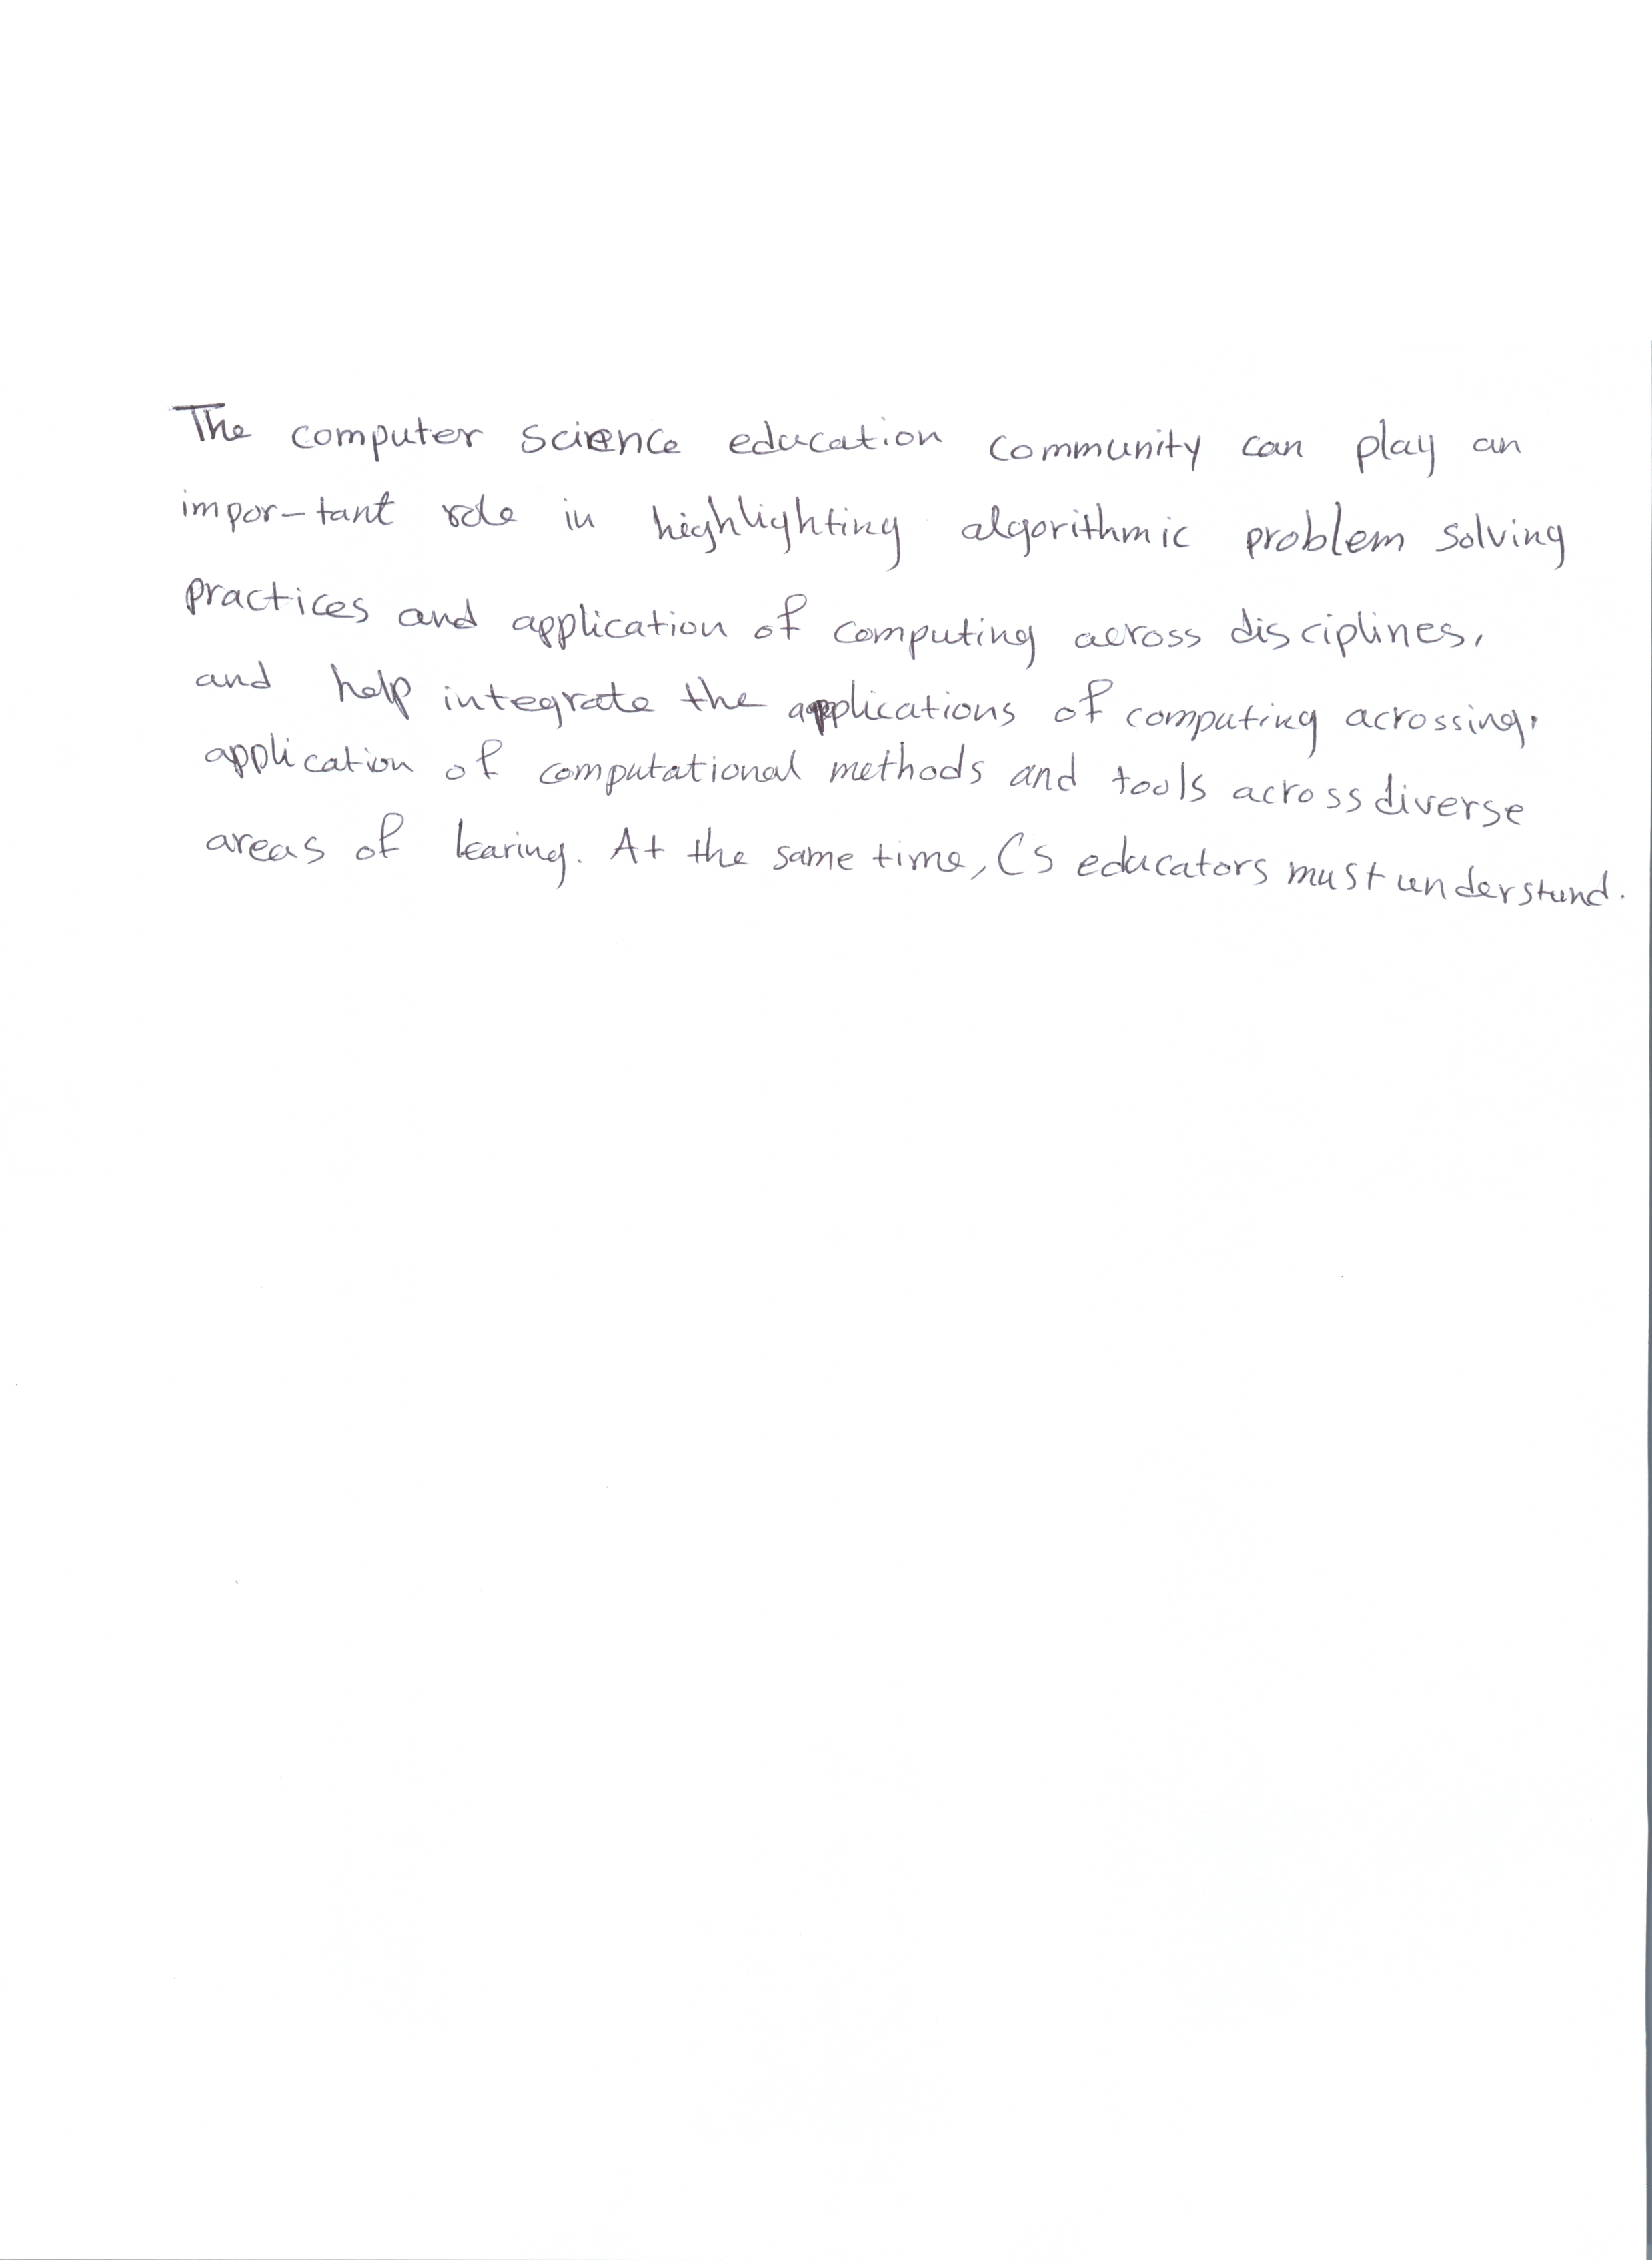 The computer science education community can play an
impor-tant role in highlighting algorithmic problem solving
practices and application of computing across disciplines,
and help integrate the applications of computing acrossing,
application of computational methods and tools across diverse
areas of learing. At the same time, CS educators must understand.